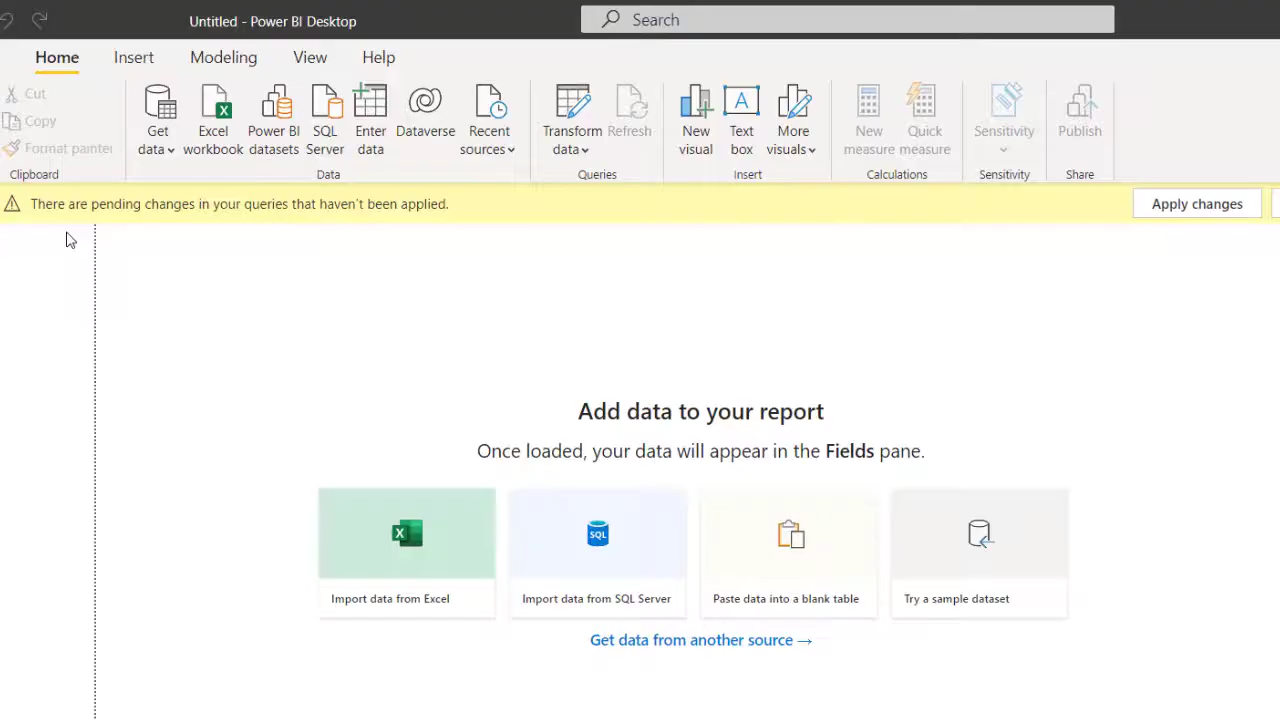 Untitled - Power BI Desktop
Search
Home Insert Modeling View Help
Cut
Copy
Format painter
Clipboard
Get data
Excel workbook
Power BI datasets
SQL Server
Enter data
Dataverse
Recent sources
Data
Transform data
Refresh
Queries
New visual
Text box
More visuals
Insert
New measure
Quick measure
Calculations
Sensitivity
Sensitivity
Publish
Share
There are pending changes in your queries that haven't been applied.
Apply changes
Add data to your report
Once loaded, your data will appear in the Fields pane.
X
SQL
Import data from Excel
Import data from SQL Server
Paste data into a blank table
Try a sample dataset
Get data from another source →